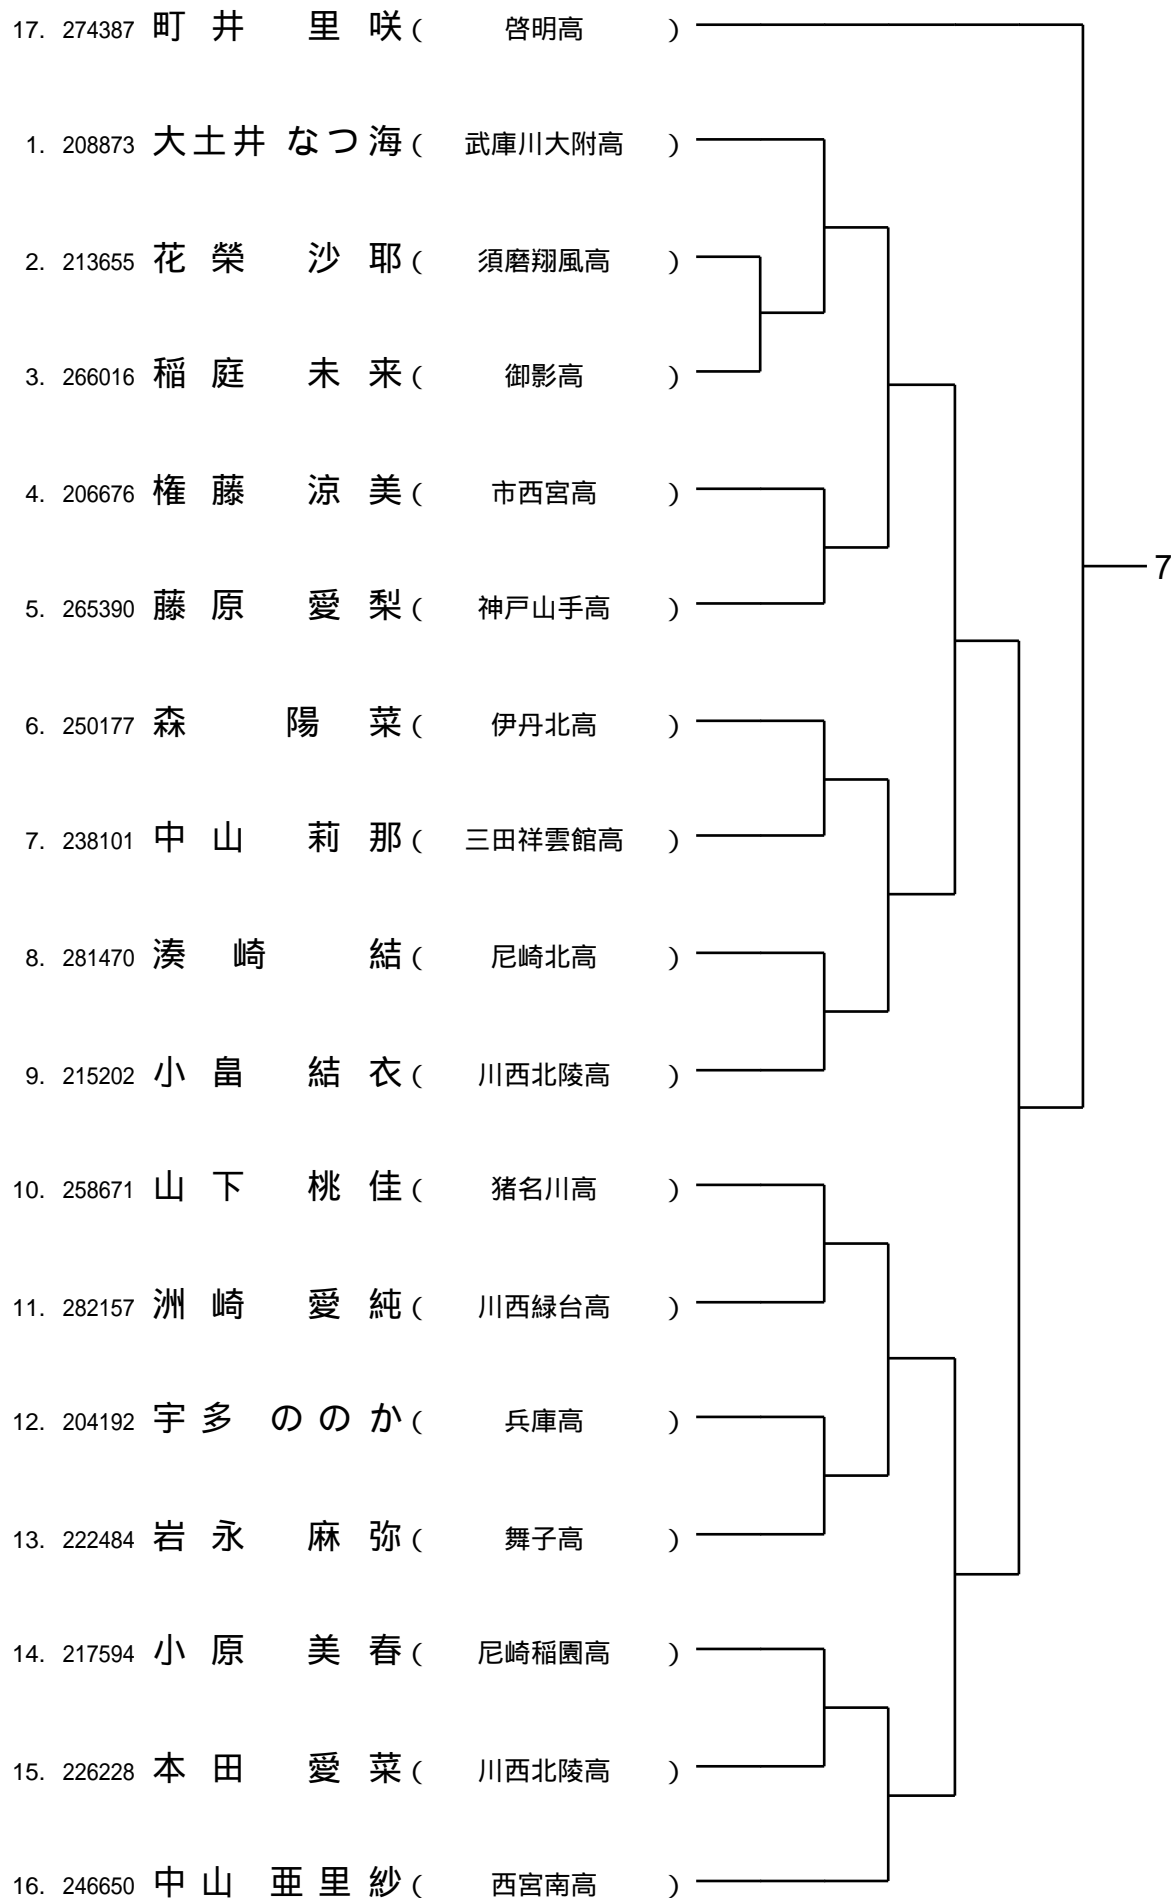 17. 274387 町井 里咲 ( 啓明高 )
1. 208873 大土井 なつ海 ( 武庫川大附高 )
2. 213655 花榮 沙耶 ( 須磨翔風高 )
3. 266016 稲庭 未来 ( 御影高 )
4. 206676 権藤 涼美 ( 市西宮高 )
7
5. 265390 藤原 愛梨 ( 神戸山手高 )
6. 250177 森 陽菜 ( 伊丹北高 )
7. 238101 中山 莉那 ( 三田祥雲館高 )
8. 281470 湊崎 結 ( 尼崎北高 )
9. 215202 小畠 結衣 ( 川西北陵高 )
10. 258671 山下 桃佳 ( 猪名川高 )
11. 282157 洲崎 愛純 ( 川西緑台高 )
12. 204192 宇多 ののか ( 兵庫高 )
13. 222484 岩永 麻弥 ( 舞子高 )
14. 217594 小原 美春 ( 尼崎稲園高 )
15. 226228 本田 愛菜 ( 川西北陵高 )
16. 246650 中山 亜里紗 ( 西宮南高 )